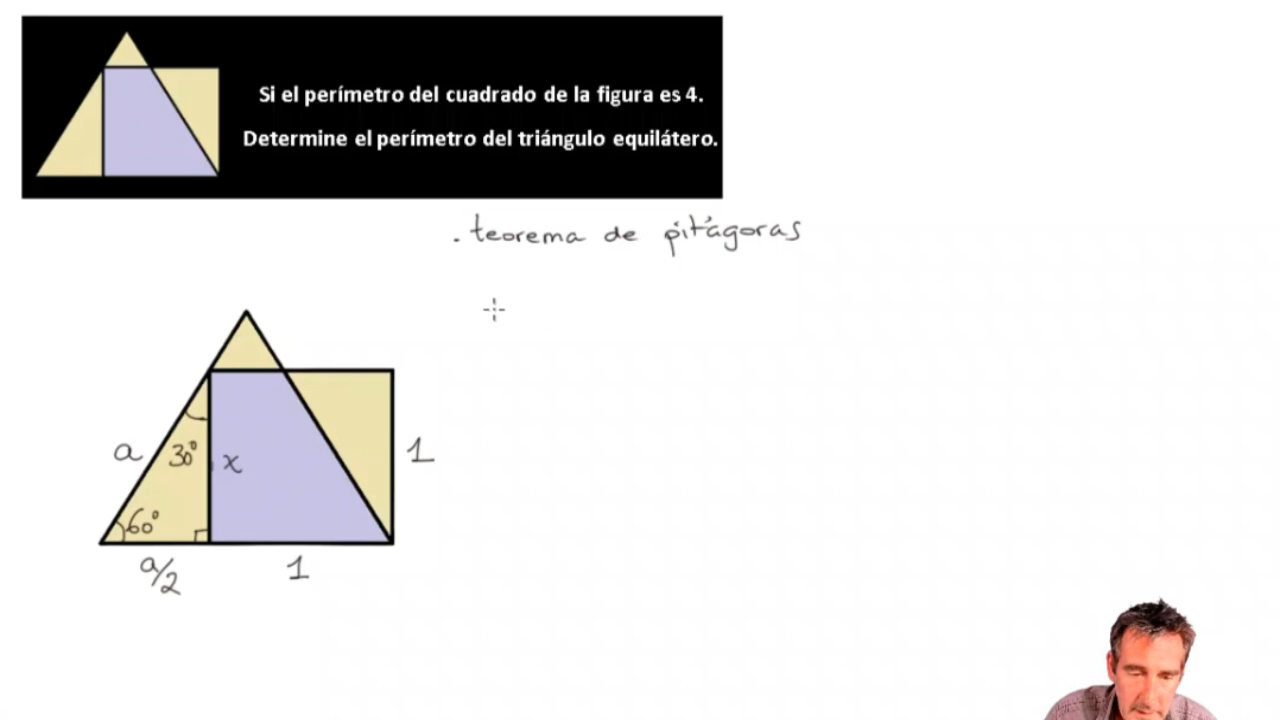 Si el perímetro del cuadrado de la figura es 4.
Determine el perímetro del triángulo equilátero.
. teorema de pitágoras
a
30°
x
1
60°
a/2
1